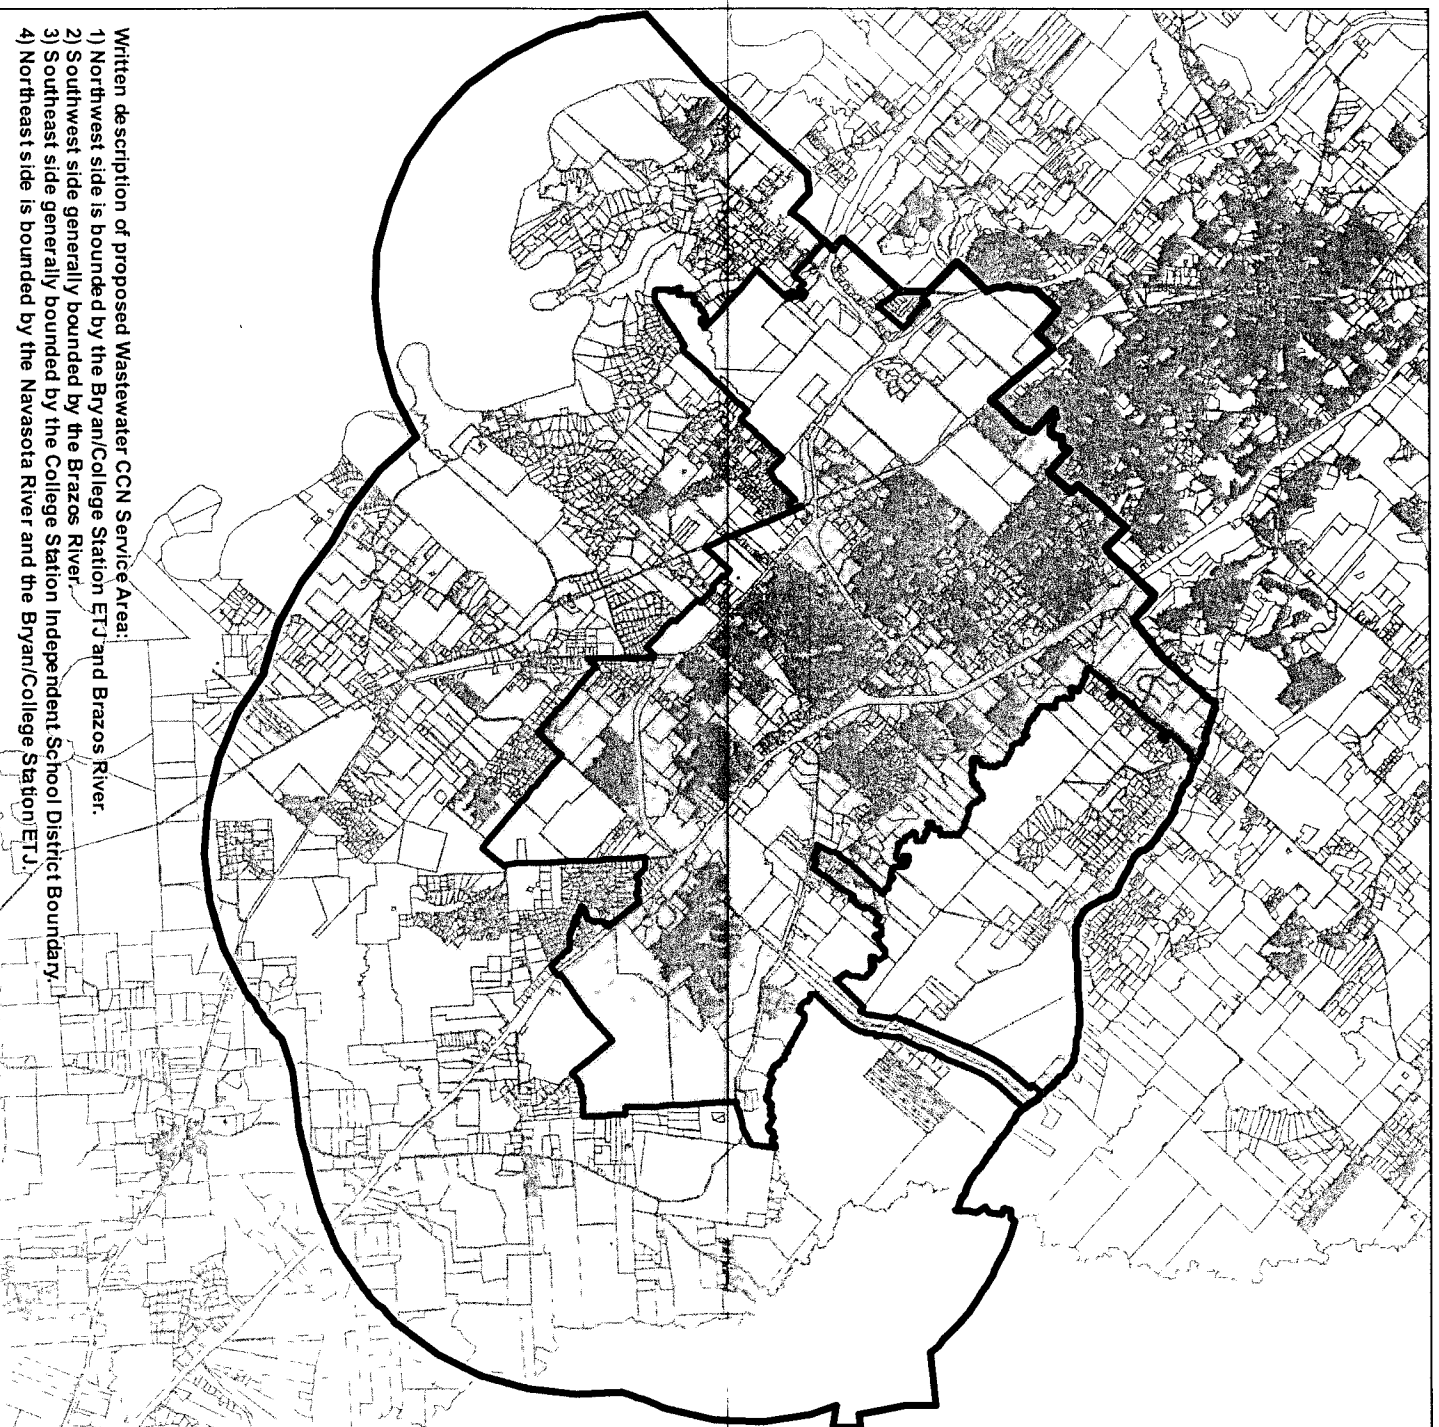 Written description of proposed Wastewater CCN Service Area:
1) Northwest side is bounded by the Bryan/College Station ETJ and Brazos River.
2) Southwest side generally bounded by the Brazos River.
3) Southeast side generally bounded by the College Station Independent School District Boundary.
4) Northeast side is bounded by the Navasota River and the Bryan/College Station ETJ.